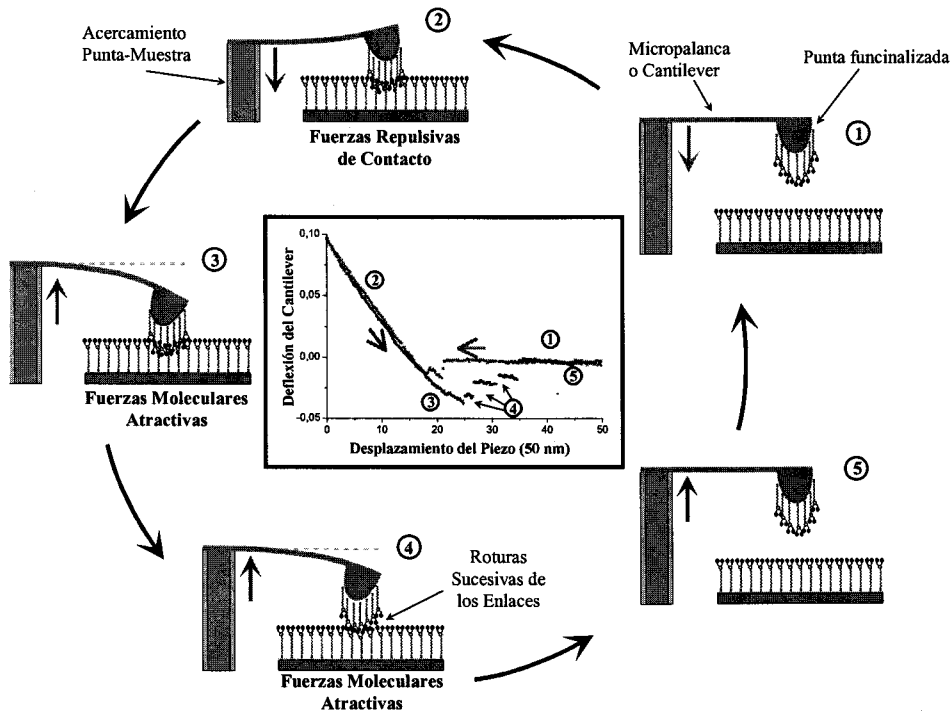 Acercamiento
Punta-Muestra
2
Fuerzas Repulsivas
de Contacto
Micropalanca
o Cantilever
Punta funcinalizada
1
3
Fuerzas Moleculares
Atractivas
Deflexión del Cantilever
0,10
0,05
0,00
-0,05
2
1
5
3
4
0
10
20
30
40
50
Desplazamiento del Piezo (50 nm)
4
Roturas
Sucesivas de
los Enlaces
Fuerzas Moleculares
Atractivas
5